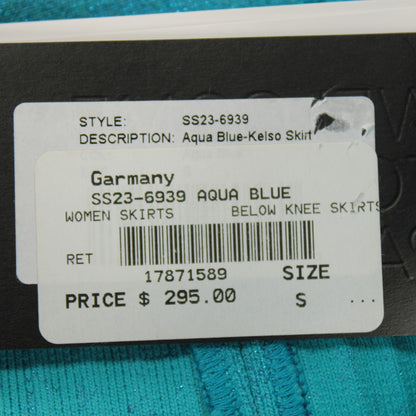 STYLE: SS23-6939
DESCRIPTION: Aqua Blue-Kelso Skirt
Garmany
SS23-6939 AQUA BLUE
WOMEN SKIRTS BELOW KNEE SKIRTS
RET
17871589 SIZE
PRICE $ 295.00 S ...